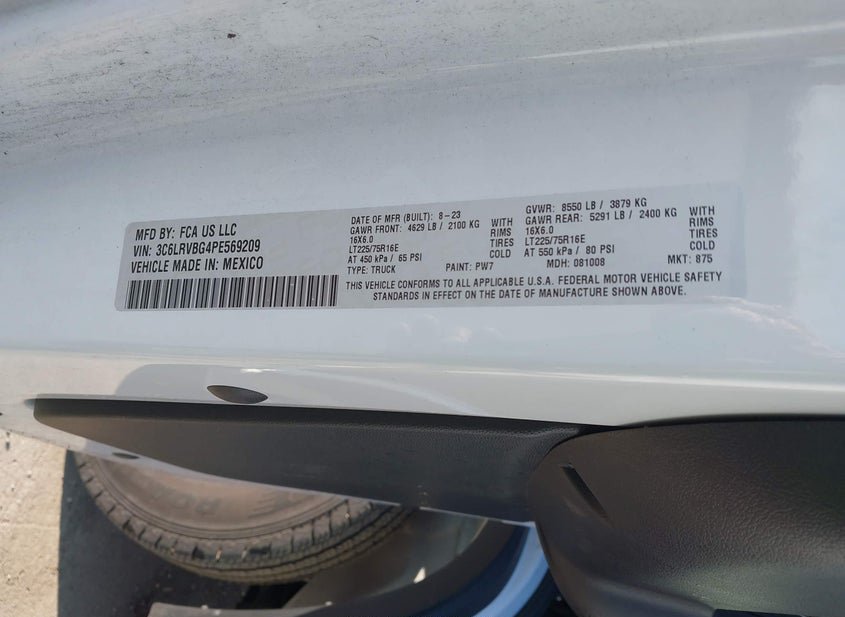 MFD BY: FCA US LLC
VIN: 3C6LRVBG4PE569209
VEHICLE MADE IN: MEXICO
DATE OF MFR (BUILT): 8-23
GAWR FRONT: 4629 LB / 2100 KG WITH
16X6.0 RIMS
LT225/75R16E TIRES
AT 450 kPa / 65 PSI COLD
TYPE: TRUCK PAINT: PW7
GVWR: 8550 LB / 3879 KG
GAWR REAR: 5291 LB / 2400 KG WITH
16X6.0 RIMS
LT225/75R16E TIRES
AT 550 kPa / 80 PSI COLD
MDH: 081008 MKT: 875
THIS VEHICLE CONFORMS TO ALL APPLICABLE U.S.A. FEDERAL MOTOR VEHICLE SAFETY
STANDARDS IN EFFECT ON THE DATE OF MANUFACTURE SHOWN ABOVE.